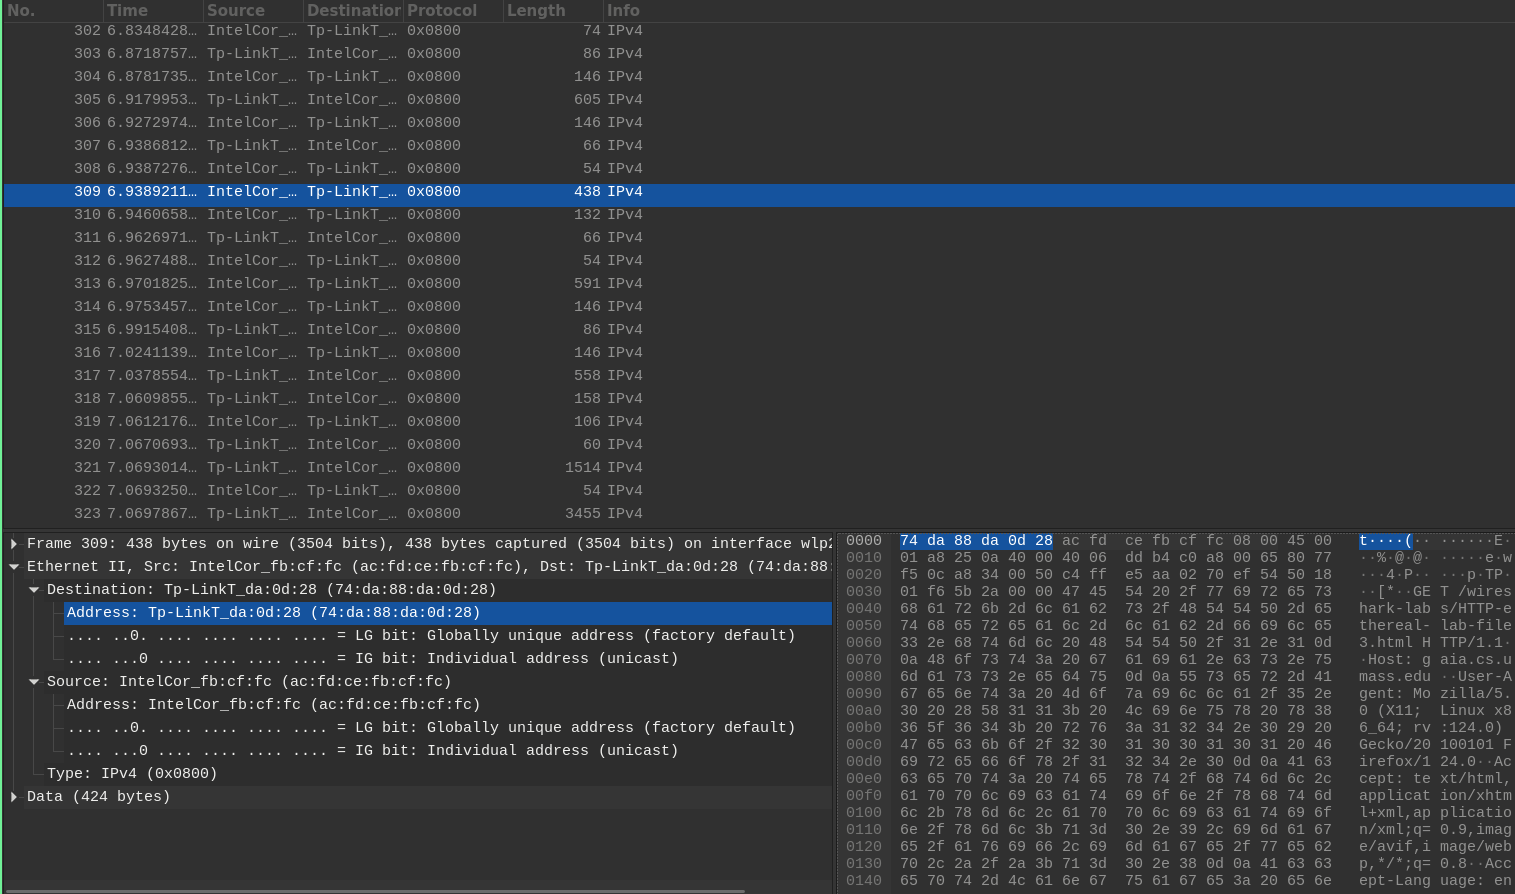 No. Time Source Destination Protocol Length Info
302 6.8348428… IntelCor_… Tp-LinkT_… 0x0800 74 IPv4
303 6.8718757… Tp-LinkT_… IntelCor_… 0x0800 86 IPv4
304 6.8781735… IntelCor_… Tp-LinkT_… 0x0800 146 IPv4
305 6.9179953… Tp-LinkT_… IntelCor_… 0x0800 605 IPv4
306 6.9272974… IntelCor_… Tp-LinkT_… 0x0800 146 IPv4
307 6.9386812… Tp-LinkT_… IntelCor_… 0x0800 66 IPv4
308 6.9387276… IntelCor_… Tp-LinkT_… 0x0800 54 IPv4
309 6.9389211… IntelCor_… Tp-LinkT_… 0x0800 438 IPv4
310 6.9460658… IntelCor_… Tp-LinkT_… 0x0800 132 IPv4
311 6.9626971… Tp-LinkT_… IntelCor_… 0x0800 66 IPv4
312 6.9627488… IntelCor_… Tp-LinkT_… 0x0800 54 IPv4
313 6.9701825… Tp-LinkT_… IntelCor_… 0x0800 591 IPv4
314 6.9753457… IntelCor_… Tp-LinkT_… 0x0800 146 IPv4
315 6.9915408… Tp-LinkT_… IntelCor_… 0x0800 86 IPv4
316 7.0241139… IntelCor_… Tp-LinkT_… 0x0800 146 IPv4
317 7.0378554… Tp-LinkT_… IntelCor_… 0x0800 558 IPv4
318 7.0609855… IntelCor_… Tp-LinkT_… 0x0800 158 IPv4
319 7.0612176… IntelCor_… Tp-LinkT_… 0x0800 106 IPv4
320 7.0670693… Tp-LinkT_… IntelCor_… 0x0800 60 IPv4
321 7.0693014… Tp-LinkT_… IntelCor_… 0x0800 1514 IPv4
322 7.0693250… IntelCor_… Tp-LinkT_… 0x0800 54 IPv4
323 7.0697867… Tp-LinkT_… IntelCor_… 0x0800 3455 IPv4
Frame 309: 438 bytes on wire (3504 bits), 438 bytes captured (3504 bits) on interface wlp2
Ethernet II, Src: IntelCor_fb:cf:fc (ac:fd:ce:fb:cf:fc), Dst: Tp-LinkT_da:0d:28 (74:da:88:
Destination: Tp-LinkT_da:0d:28 (74:da:88:da:0d:28)
Address: Tp-LinkT_da:0d:28 (74:da:88:da:0d:28)
.... ..0. .... .... .... .... = LG bit: Globally unique address (factory default)
.... ...0 .... .... .... .... = IG bit: Individual address (unicast)
Source: IntelCor_fb:cf:fc (ac:fd:ce:fb:cf:fc)
Address: IntelCor_fb:cf:fc (ac:fd:ce:fb:cf:fc)
.... ..0. .... .... .... .... = LG bit: Globally unique address (factory default)
.... ...0 .... .... .... .... = IG bit: Individual address (unicast)
Type: IPv4 (0x0800)
Data (424 bytes)
0000 74 da 88 da 0d 28 ac fd ce fb cf fc 08 00 45 00 t····(·· ······E·
0010 01 a8 25 0a 40 00 40 06 dd b4 c0 a8 00 65 80 77 ··%·@·@· ·····e·w
0020 f5 0c a8 34 00 50 c4 ff e5 aa 02 70 ef 54 50 18 ···4·P·· ···p·TP·
0030 01 f6 5b 2a 00 00 47 45 54 20 2f 77 69 72 65 73 ··[*··GE T /wires
0040 68 61 72 6b 2d 6c 61 62 73 2f 48 54 54 50 2d 65 hark-lab s/HTTP-e
0050 74 68 65 72 65 61 6c 2d 6c 61 62 2d 66 69 6c 65 thereal- lab-file
0060 33 2e 68 74 6d 6c 20 48 54 54 50 2f 31 2e 31 0d 3.html H TTP/1.1·
0070 0a 48 6f 73 74 3a 20 67 61 69 61 2e 63 73 2e 75 ·Host: g aia.cs.u
0080 6d 61 73 73 2e 65 64 75 0d 0a 55 73 65 72 2d 41 mass.edu ··User-A
0090 67 65 6e 74 3a 20 4d 6f 7a 69 6c 6c 61 2f 35 2e gent: Mo zilla/5.
00a0 30 20 28 58 31 31 3b 20 4c 69 6e 75 78 20 78 38 0 (X11;  Linux x8
00b0 36 5f 36 34 3b 20 72 76 3a 31 32 34 2e 30 29 20 6_64; rv :124.0)
00c0 47 65 63 6b 6f 2f 32 30 31 30 30 31 30 31 20 46 Gecko/20 100101 F
00d0 69 72 65 66 6f 78 2f 31 32 34 2e 30 0d 0a 41 63 irefox/1 24.0··Ac
00e0 63 65 70 74 3a 20 74 65 78 74 2f 68 74 6d 6c 2c cept: te xt/html,
00f0 61 70 70 6c 69 63 61 74 69 6f 6e 2f 78 68 74 6d applicat ion/xhtm
0100 6c 2b 78 6d 6c 2c 61 70 70 6c 69 63 61 74 69 6f l+xml,ap plicatio
0110 6e 2f 78 6d 6c 3b 71 3d 30 2e 39 2c 69 6d 61 67 n/xml;q= 0.9,imag
0120 65 2f 61 76 69 66 2c 69 6d 61 67 65 2f 77 65 62 e/avif,i mage/web
0130 70 2c 2a 2f 2a 3b 71 3d 30 2e 38 0d 0a 41 63 63 p,*/*;q= 0.8··Acc
0140 65 70 74 2d 4c 61 6e 67 75 61 67 65 3a 20 65 6e ept-Lang uage: en